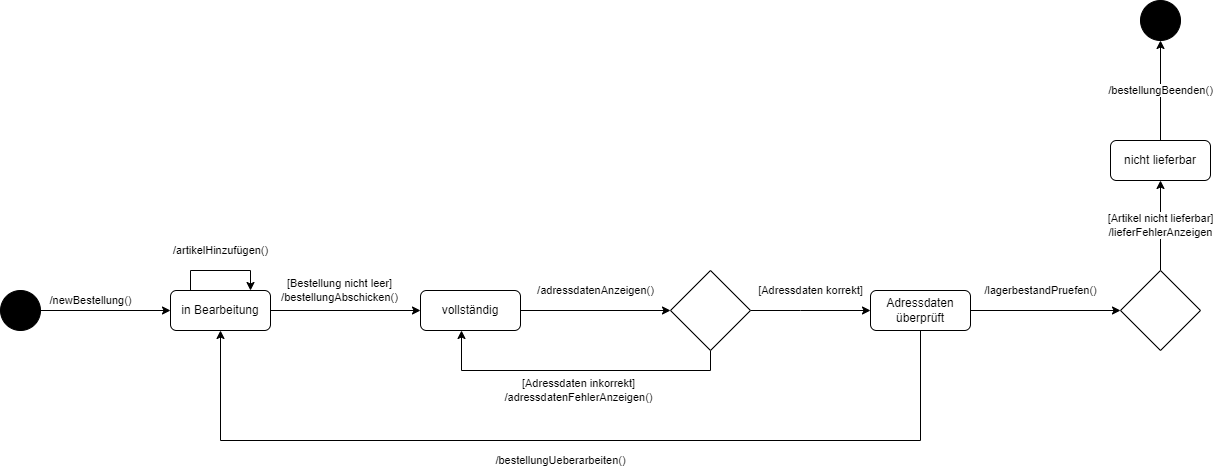 /bestellungBeenden()
nicht lieferbar
[Artikel nicht lieferbar]
/lieferFehlerAnzeigen
/artikelHinzufügen()
/newBestellung()
in Bearbeitung
[Bestellung nicht leer]
/bestellungAbschicken()
vollständig
/adressdatenAnzeigen()
[Adressdaten korrekt]
Adressdaten
überprüft
/lagerbestandPruefen()
[Adressdaten inkorrekt]
/adressdatenFehlerAnzeigen()
/bestellungUeberarbeiten()